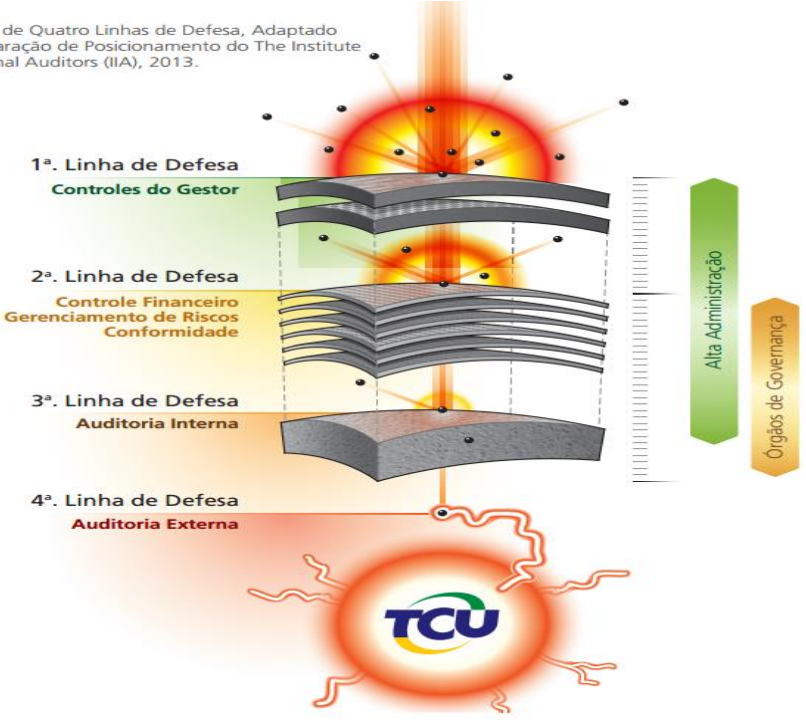 de Quatro Linhas de Defesa, Adaptado
aração de Posicionamento do The Institute
nal Auditors (IIA), 2013.
1ª. Linha de Defesa
Controles do Gestor
2ª. Linha de Defesa
Controle Financeiro
Gerenciamento de Riscos
Conformidade
3ª. Linha de Defesa
Auditoria Interna
4ª. Linha de Defesa
Auditoria Externa
TCU
Alta Administração
Órgãos de Governança